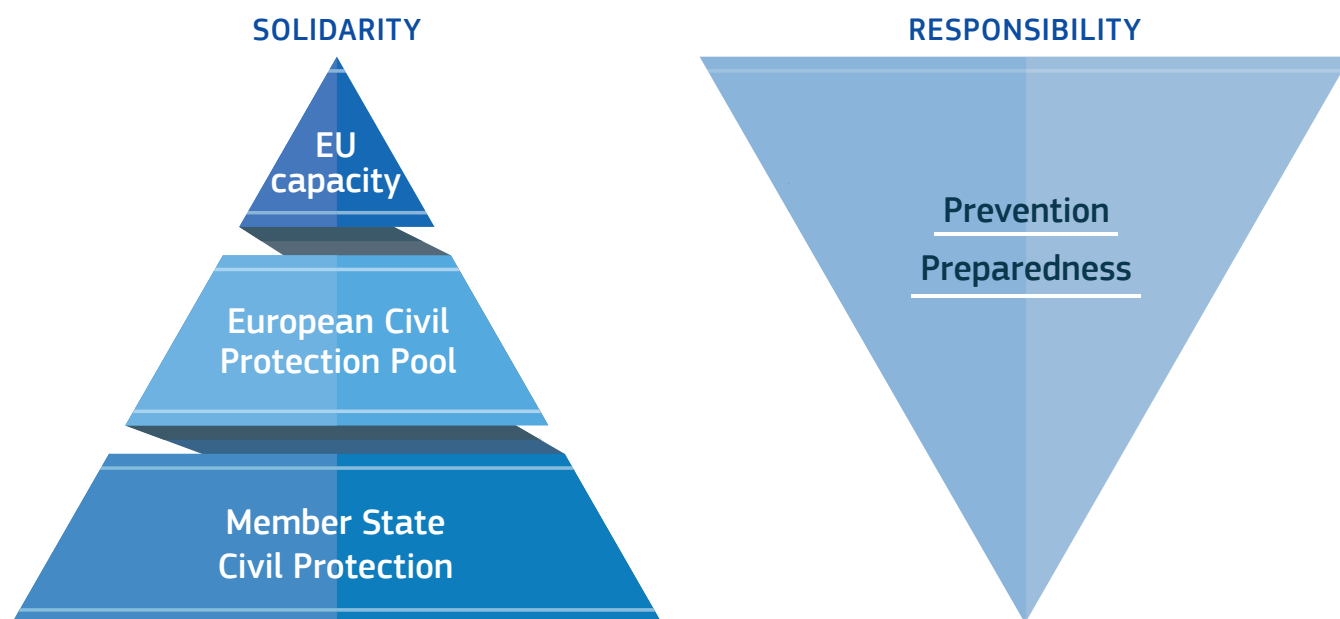 SOLIDARITY
EU
capacity
European Civil
Protection Pool
Member State
Civil Protection
RESPONSIBILITY
Prevention
Preparedness